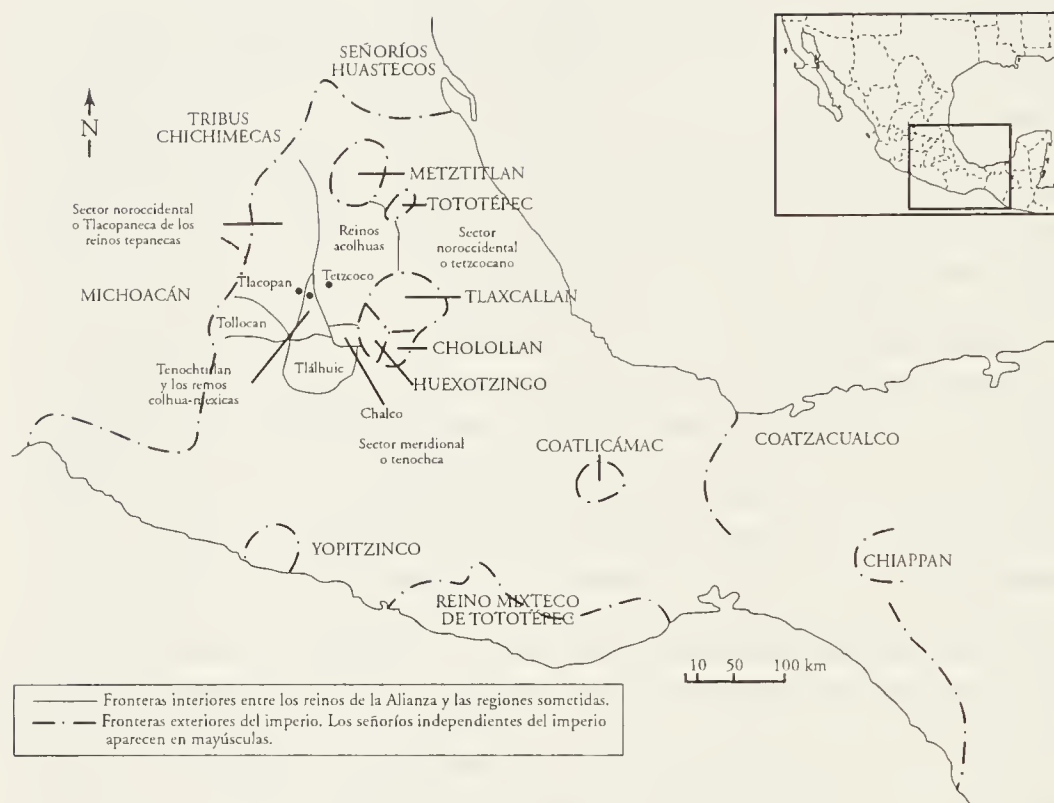 SEÑORÍOS
HUASTECOS
N
TRIBUS
CHICHIMECAS
METZTITLAN
TOTOTÉPEC
Sector noroccidental
o Tlacopaneca de los
reinos tepanecas
Reinos
acolhuas
Sector
noroccidental
o tetzcocano
Tlacopan
Tetzcoco
MICHOACÁN
TLAXCALLAN
Tollocan
CHOLOLLAN
Tlálhuic
Tenochtitlan
y los remos
colhua-mexicas
HUEXOTZINGO
Chalco
Sector meridional
o tenochca
COATLICÁMAC
COATZACUALCO
YOPITZINCO
CHIAPPAN
REINO MIXTECO
DE TOTOTÉPEC
10 50 100 km
Fronteras interiores entre los reinos de la Alianza y las regiones sometidas.
Fronteras exteriores del imperio. Los señoríos independientes del imperio
aparecen en mayúsculas.